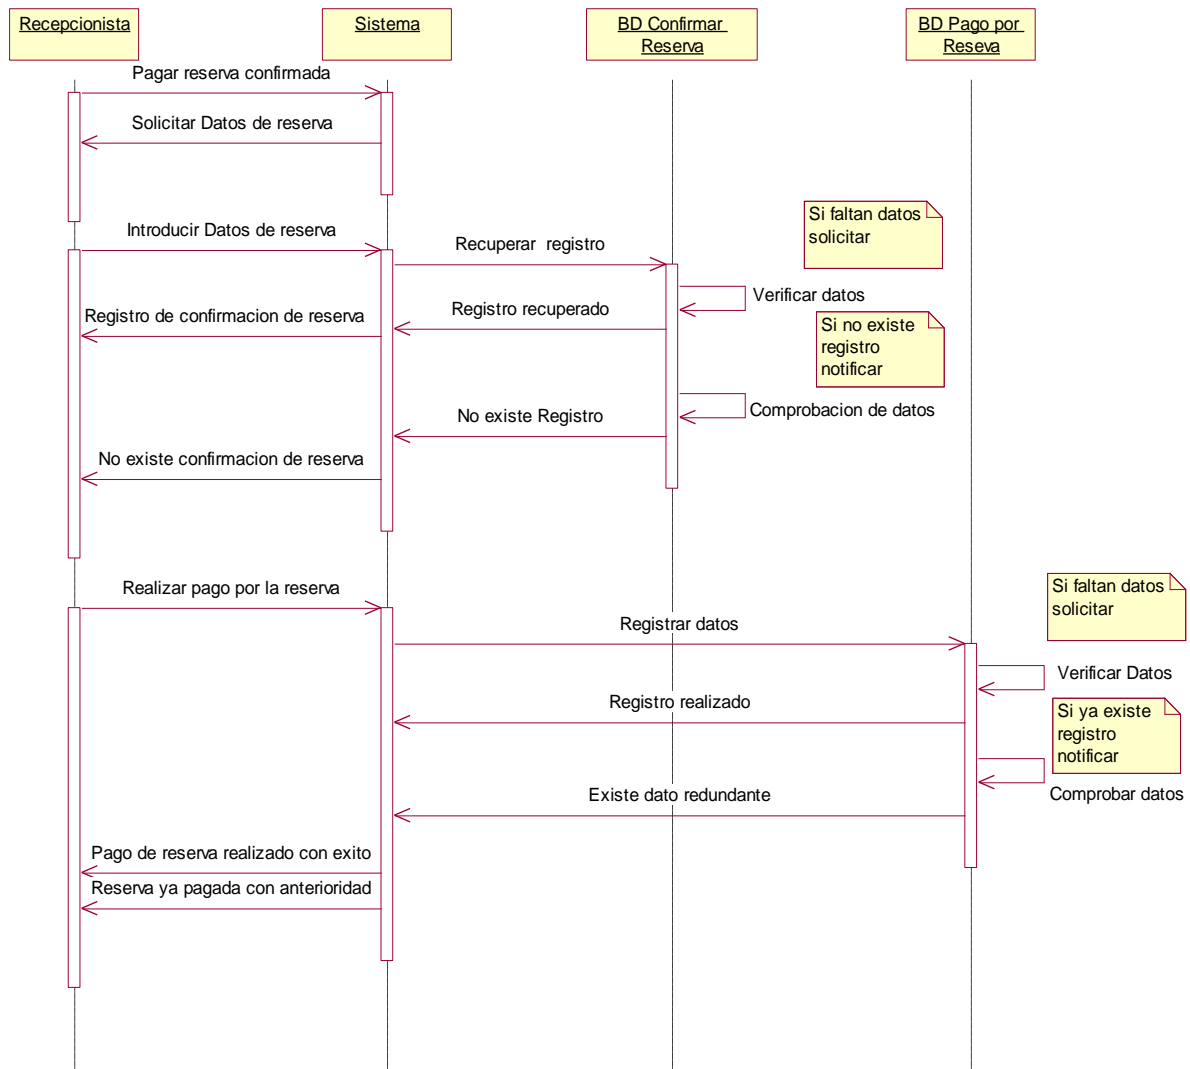 Recepcionista
Sistema
BD Confirmar
Reserva
BD Pago por
Reseva
Pagar reserva confirmada
Solicitar Datos de reserva
Si faltan datos
solicitar
Introducir Datos de reserva
Recuperar registro
Verificar datos
Registro recuperado
Registro de confirmacion de reserva
Si no existe
registro
notificar
Comprobacion de datos
No existe Registro
No existe confirmacion de reserva
Si faltan datos
solicitar
Realizar pago por la reserva
Registrar datos
Verificar Datos
Registro realizado
Si ya existe
registro
notificar
Comprobar datos
Existe dato redundante
Pago de reserva realizado con exito
Reserva ya pagada con anterioridad